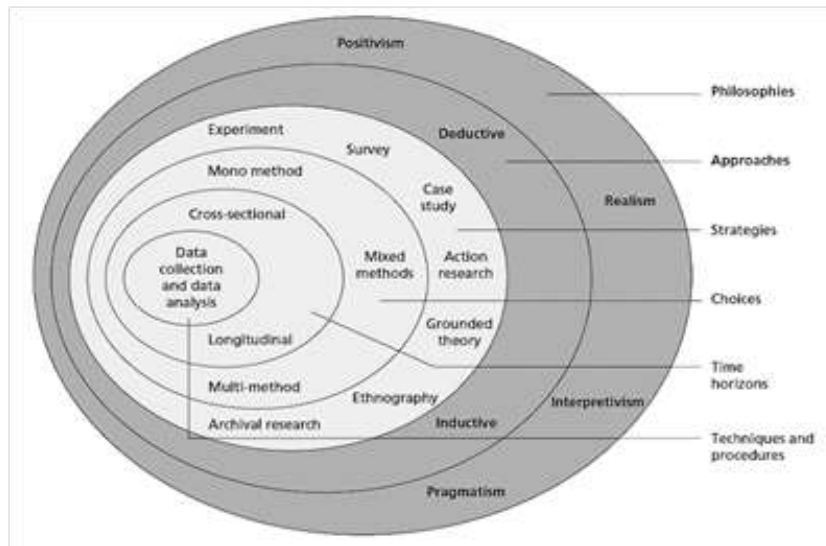 Positivism
Philosophies
Experiment
Deductive
Survey
Approaches
Mono method
Case
study
Realism
Cross-sectional
Strategies
Data
collection
and data
analysis
Mixed
methods
Action
research
Choices
Grounded
theory
Longitudinal
Time
horizons
Multi-method
Ethnography
Interpretivism
Archival research
Inductive
Techniques and
procedures
Pragmatism